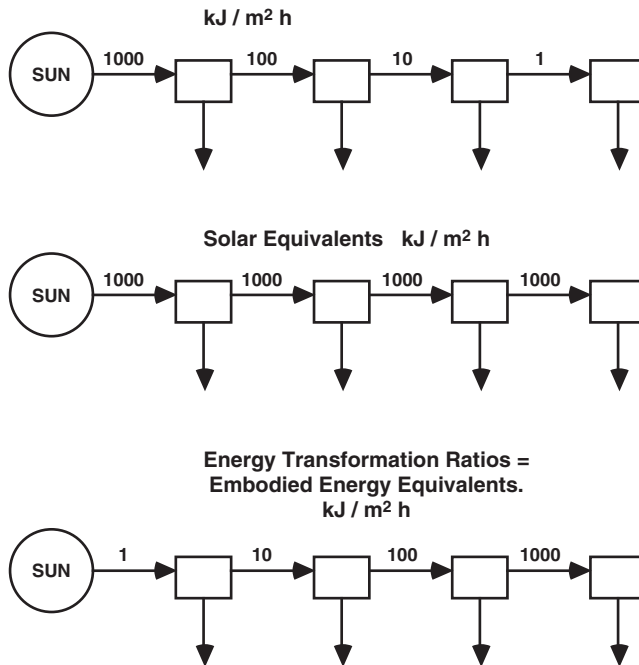 kJ / m² h
SUN 1000 100 10 1
Solar Equivalents kJ / m² h
SUN 1000 1000 1000 1000
Energy Transformation Ratios =
Embodied Energy Equivalents.
kJ / m² h
SUN 1 10 100 1000